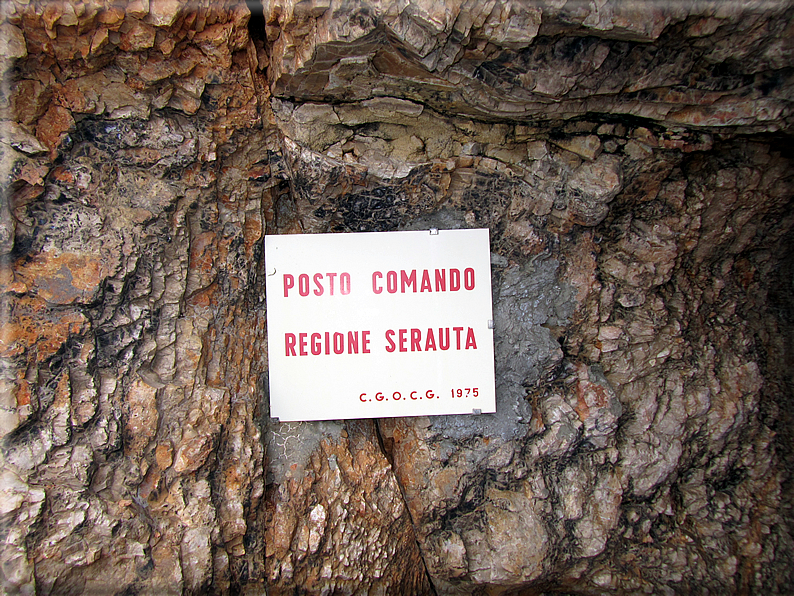 POSTO COMANDO
REGIONE SERAUTA
C.G.O.C.G. 1975